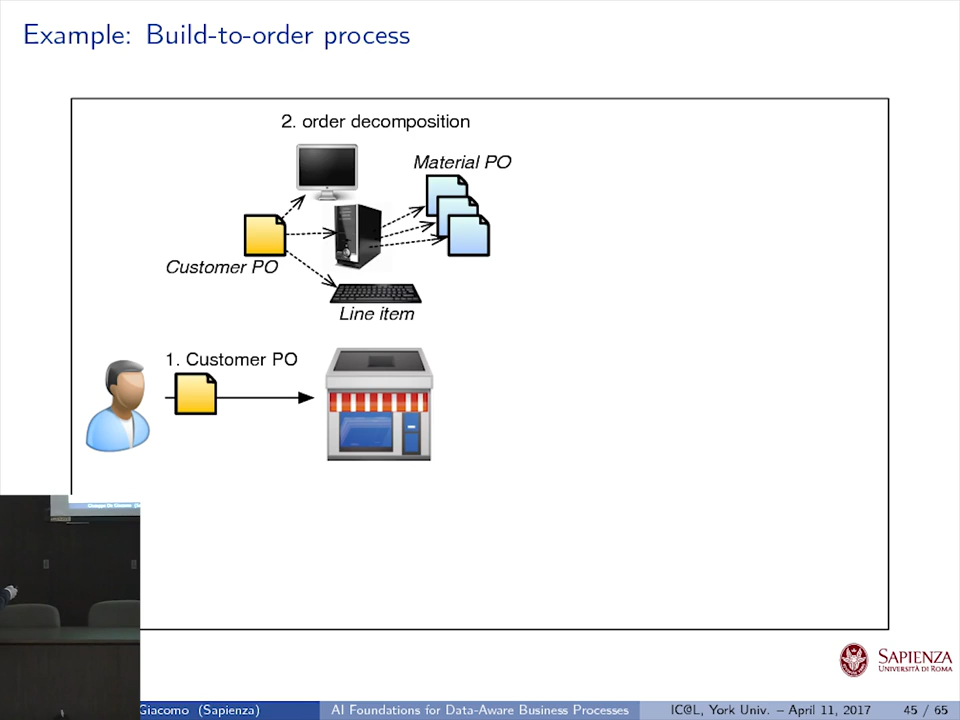 Example: Build-to-order process
2. order decomposition
Material PO
Customer PO
Line item
1. Customer PO
SAPIENZA
UNIVERSITÀ DI ROMA
Giacomo (Sapienza)
AI Foundations for Data-Aware Business Processes
IC@L, York Univ. – April 11, 2017
45 / 65